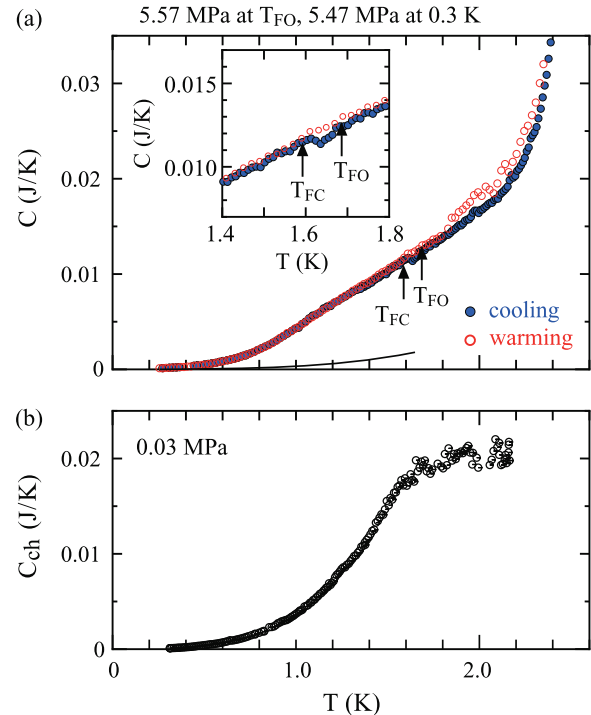 5.57 MPa at T_FO, 5.47 MPa at 0.3 K
(a)
0.03
0.02
0.01
0
C (J/K)
0.015
0.010
C (J/K)
T_FC
T_FO
1.4 1.6 1.8
T (K)
T_FC
T_FO
cooling
warming
(b)
0.03 MPa
0.02
0.01
0
C_ch (J/K)
0 1.0 2.0
T (K)